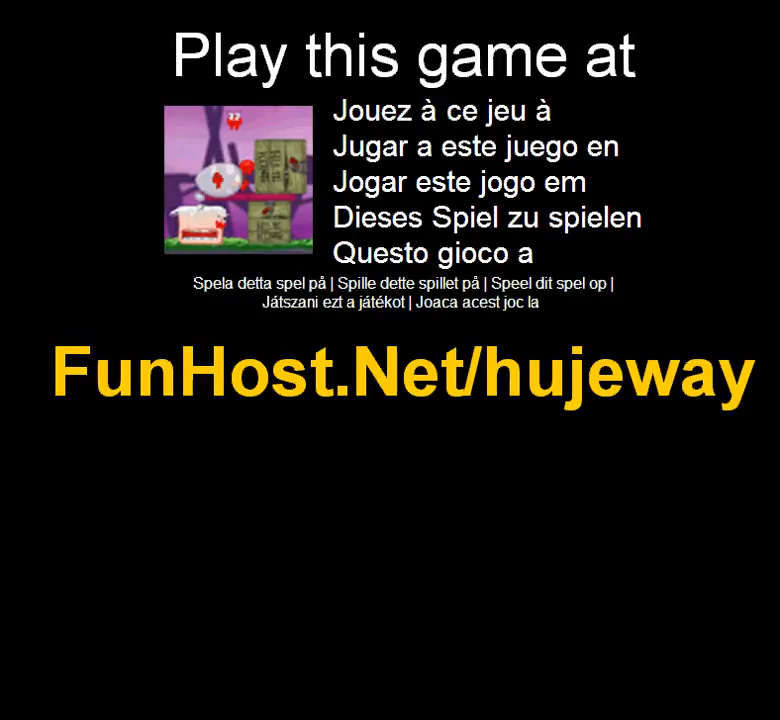 Play this game at
Jouez à ce jeu à
Jugar a este juego en
Jogar este jogo em
Dieses Spiel zu spielen
Questo gioco a
Spela detta spel på | Spille dette spillet på | Speel dit spel op |
Játszani ezt a játékot | Joaca acest joc la
FunHost.Net/hujeway